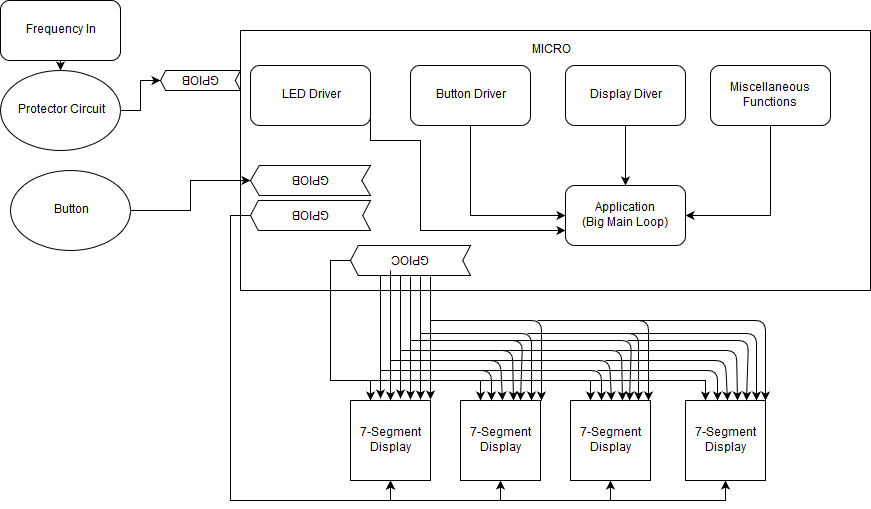 Frequency In
MICRO
GPIOB
LED Driver
Button Driver
Display Diver
Miscellaneous
Functions
Protector Circuit
GPIOB
Button
GPIOB
Application
(Big Main Loop)
GPIOC
7-Segment
Display
7-Segment
Display
7-Segment
Display
7-Segment
Display